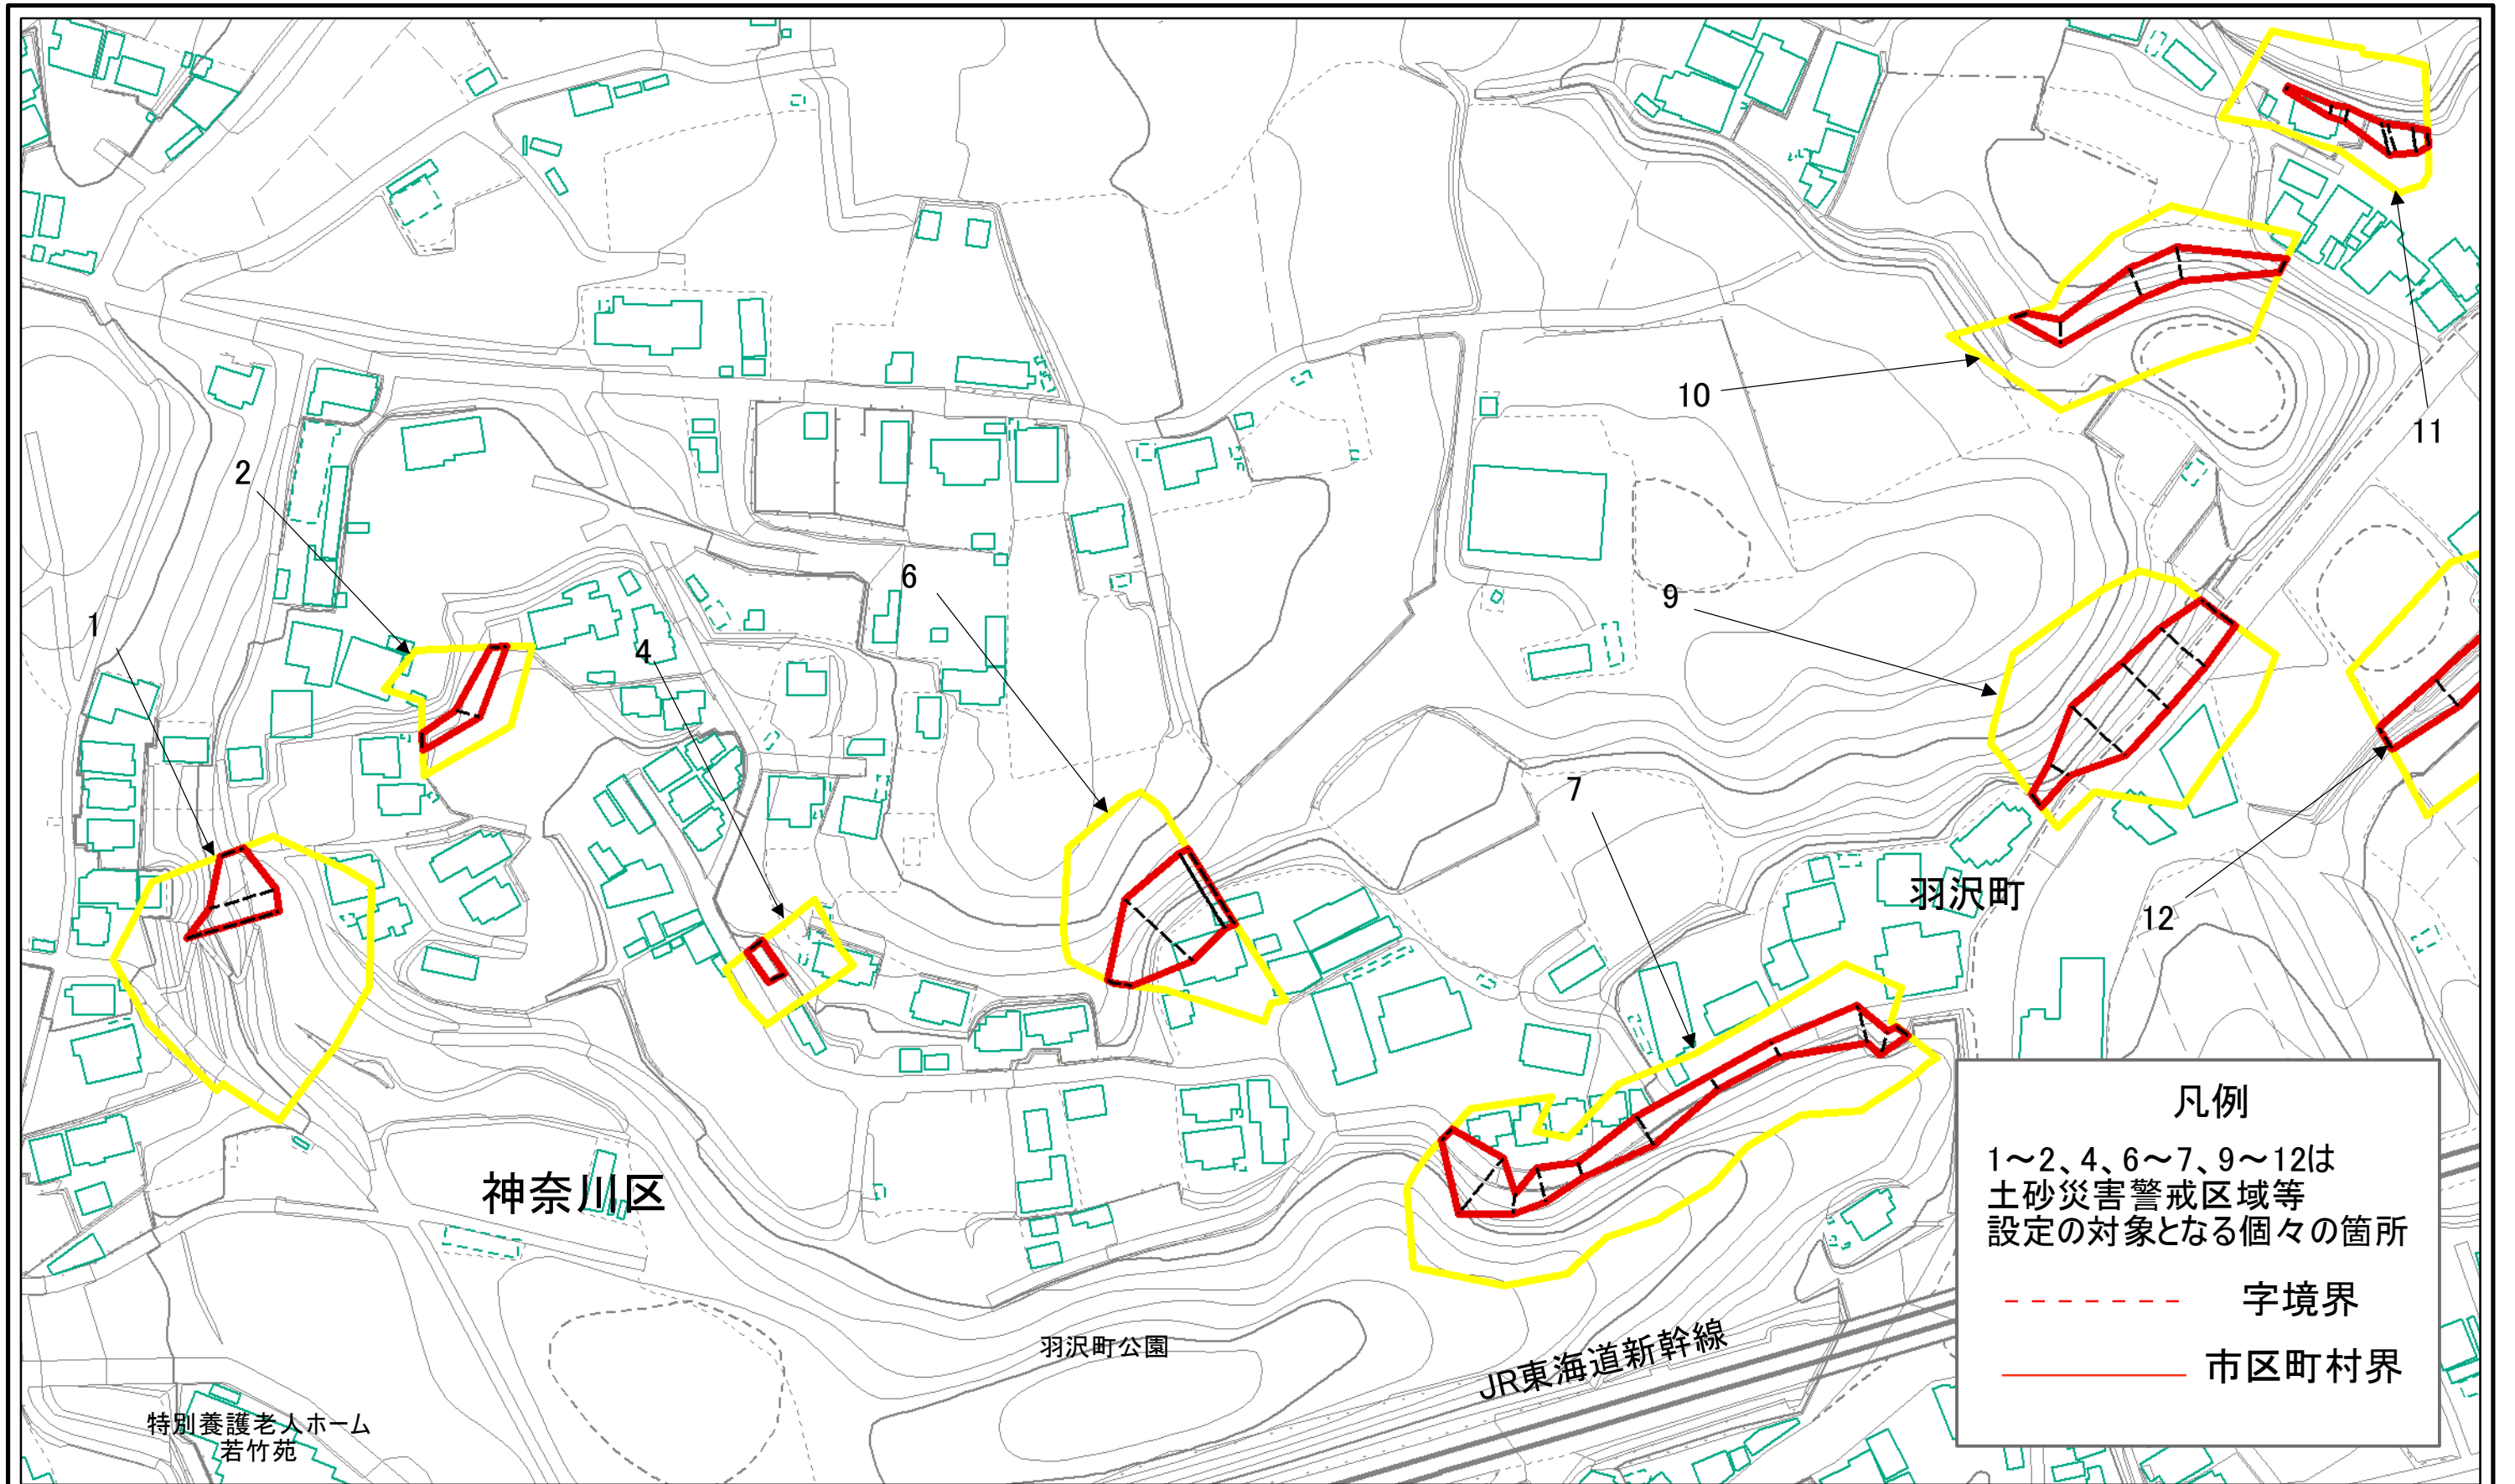 11
10
2
6
9
1
4
7
羽沢町
12
神奈川区
羽沢町公園
JR東海道新幹線
特別養護老人ホーム
若竹苑
凡例
1～2、4、6～7、9～12は
土砂災害警戒区域等
設定の対象となる個々の箇所
字境界
市区町村界